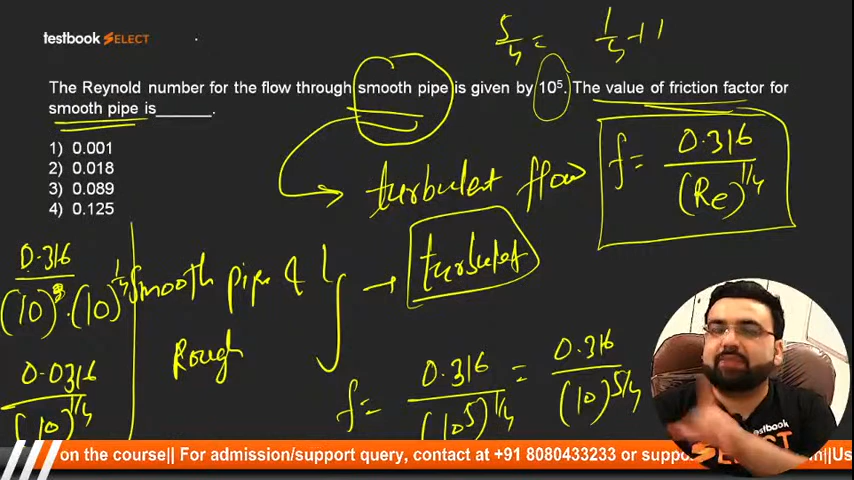 testbook SELECT
5/4 = 1/4 + 1
The Reynold number for the flow through smooth pipe is given by 10⁵. The value of friction factor for
smooth pipe is______.
1) 0.001
2) 0.018
3) 0.089
4) 0.125
turbulent flow
f = 0.316/(Re)^1/4
0.316/(10)·(10)^1/4
smooth pipe &
Rough
→ turbulent
0.0316/(10)^1/4
f = 0.316/(10⁵)^1/4 = 0.316/(10)^5/4
testbook
SELECT
on the course|| For admission/support query, contact at +91 8080433233 or suppo